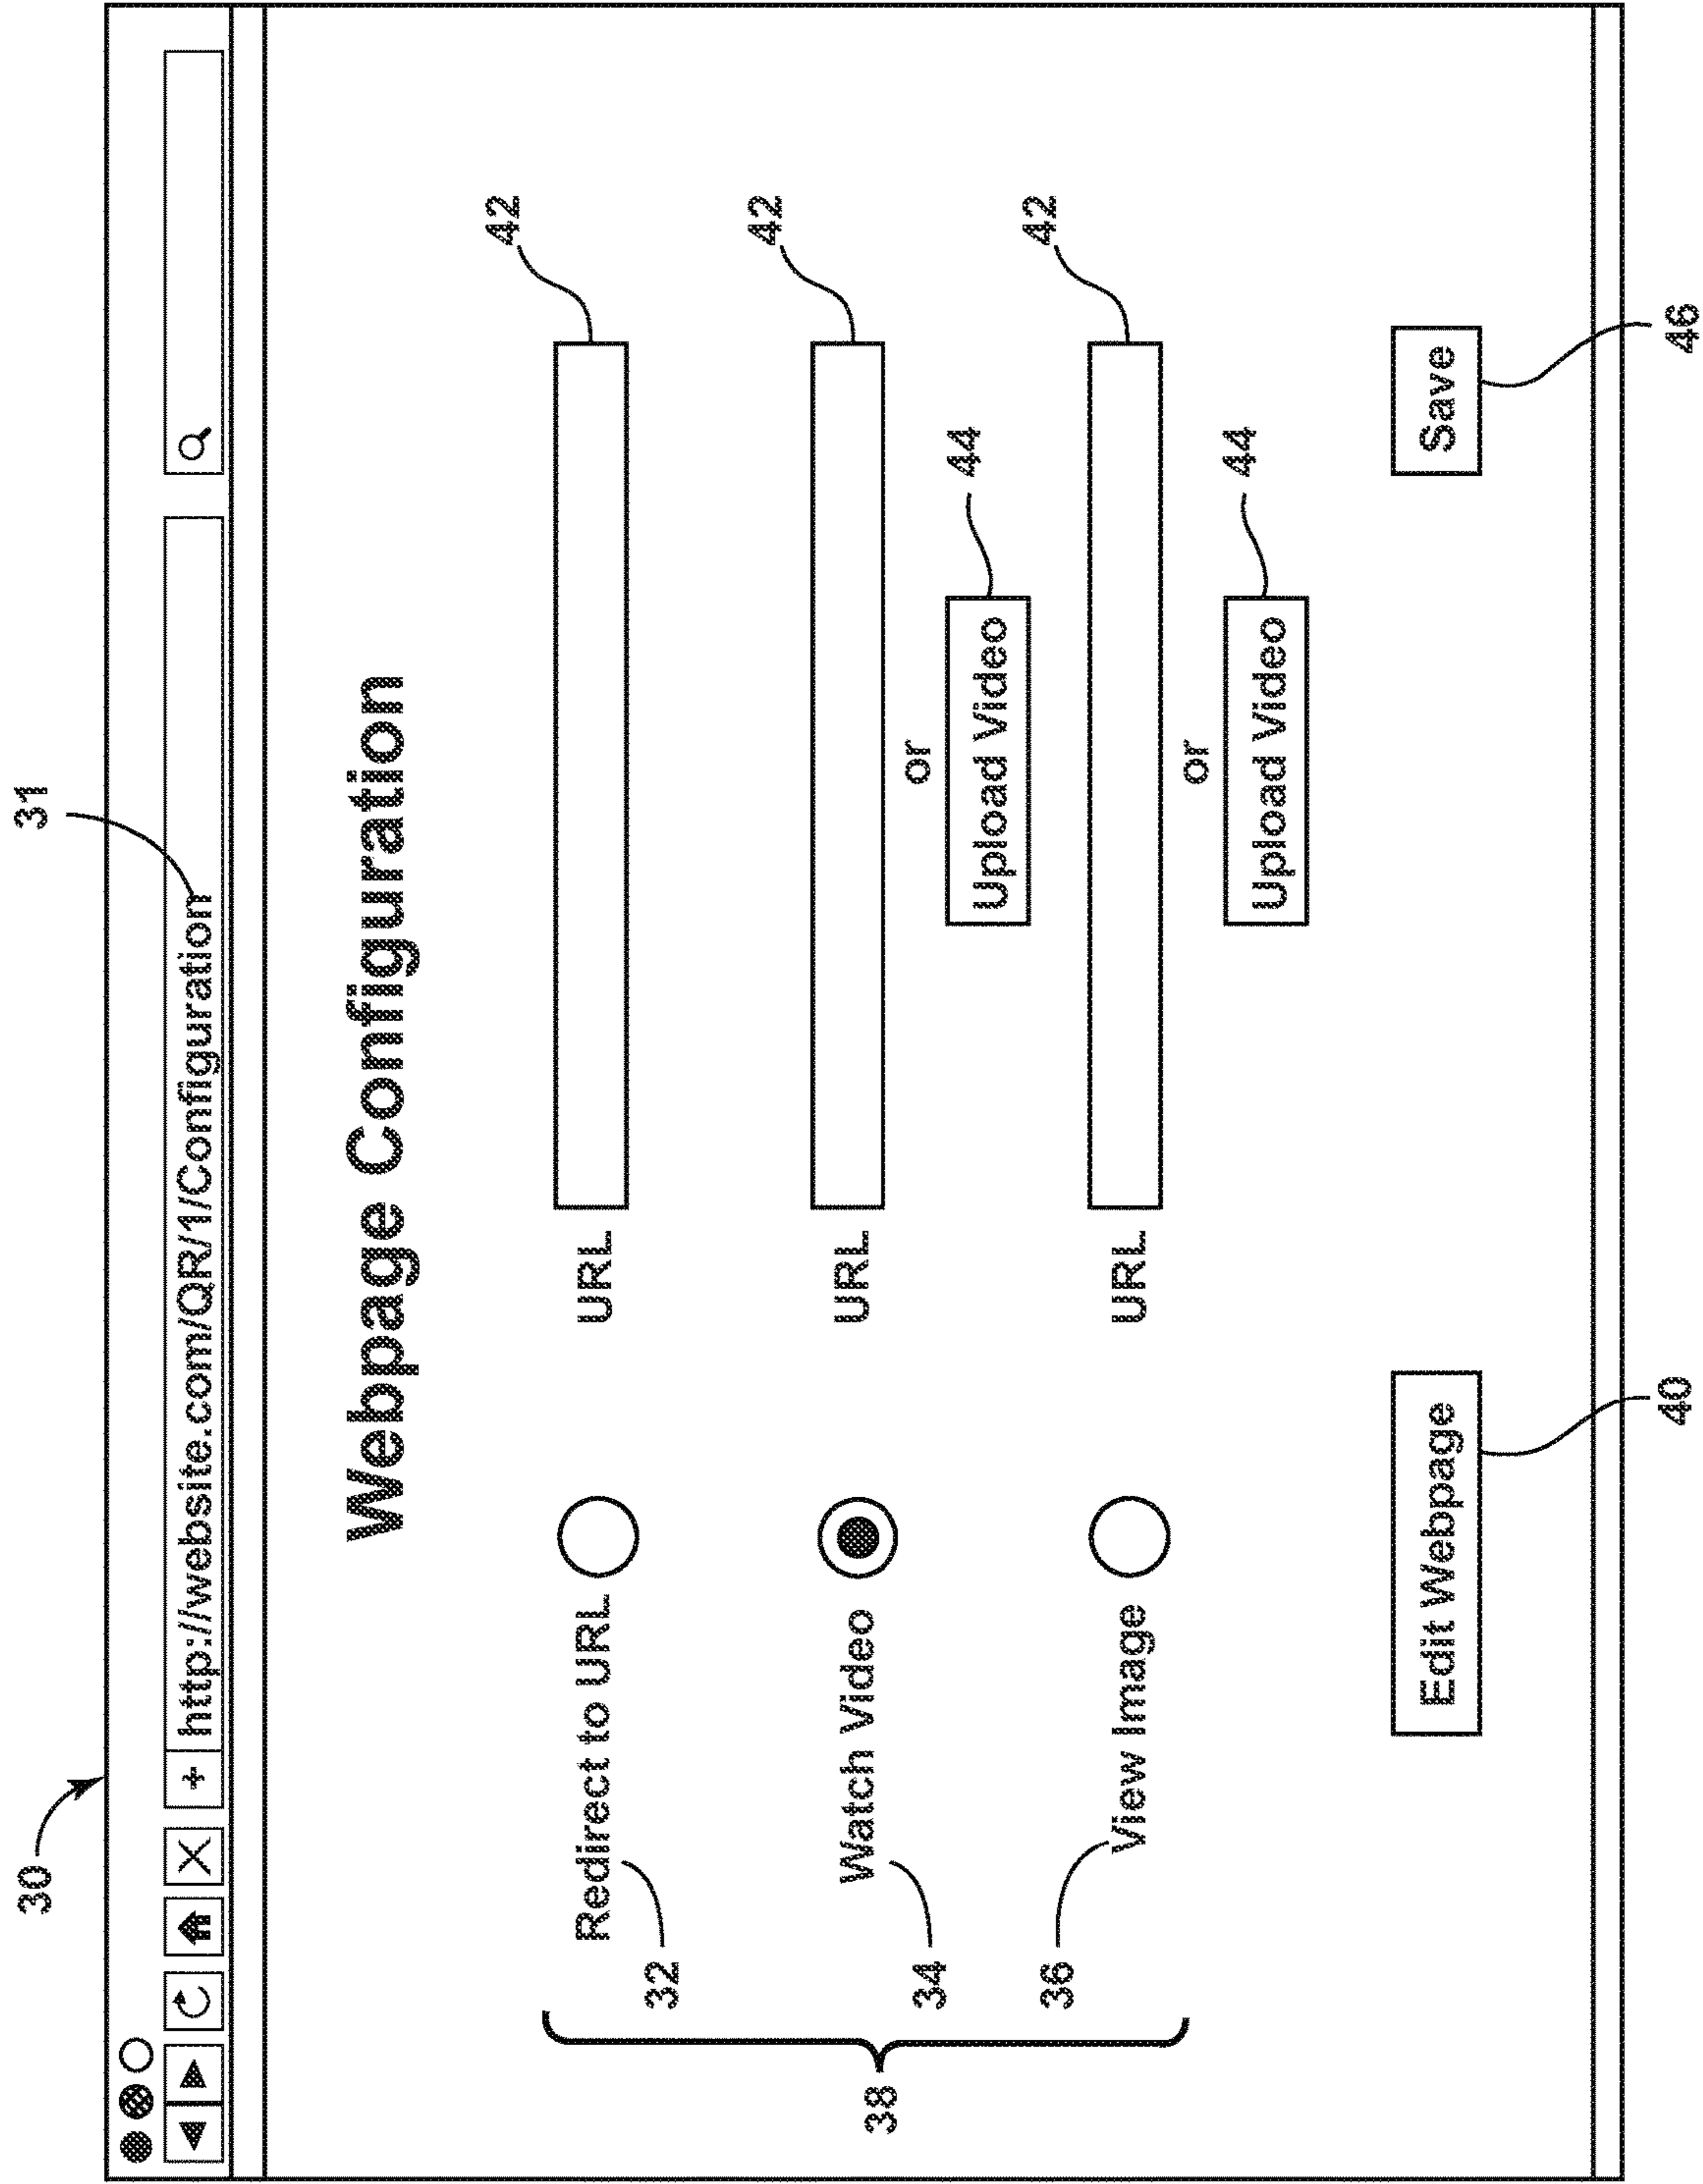 30
31
+ http://website.com/QR/1/Configuration
Webpage Configuration
Redirect to URL
URL
42
32
Watch Video
URL
42
34
or
Upload Video
44
38
36
View Image
URL
42
or
Upload Video
44
Edit Webpage
Save
40
46